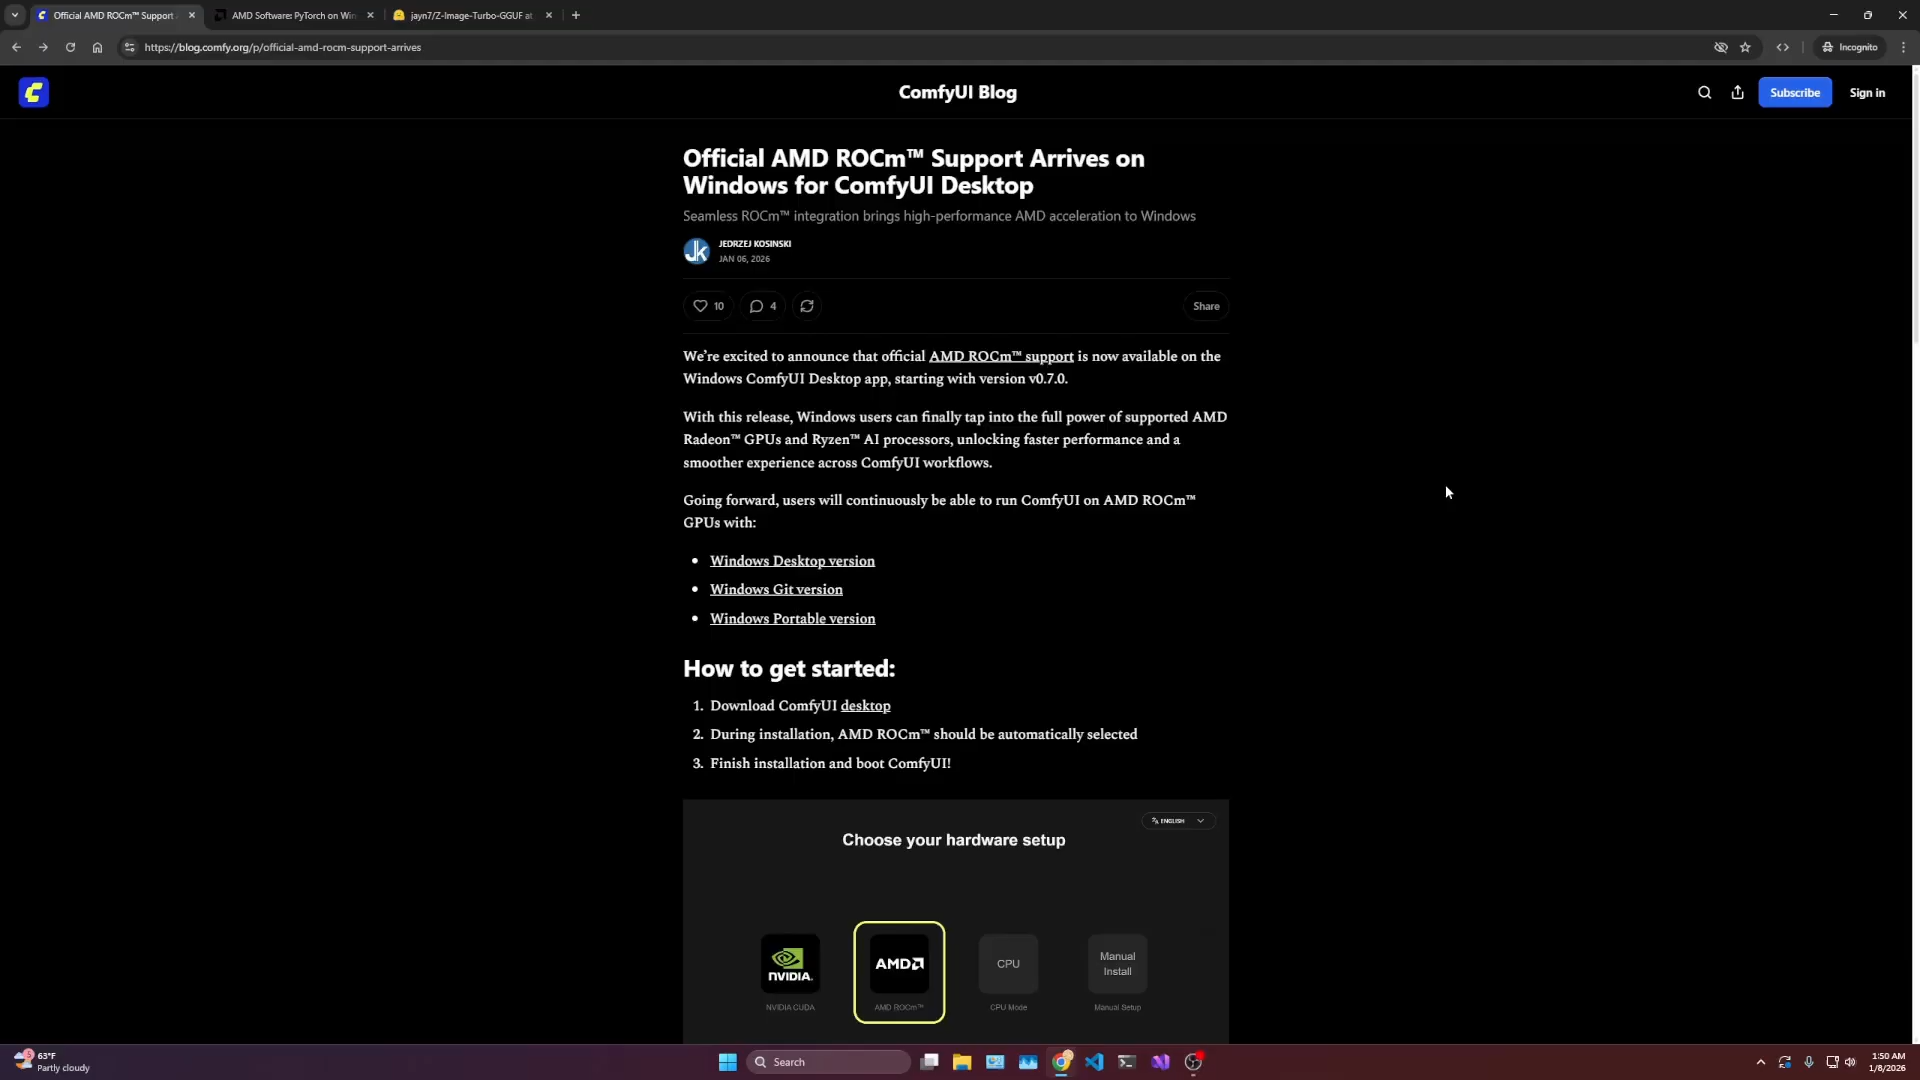 Official AMD ROCm™ Support
AMD Software: PyTorch on Win
jayn7/Z-Image-Turbo-GGUF at
https://blog.comfy.org/p/official-amd-rocm-support-arrives
Incognito
ComfyUI Blog
Subscribe
Sign in
Official AMD ROCm™ Support Arrives on
Windows for ComfyUI Desktop
Seamless ROCm™ integration brings high-performance AMD acceleration to Windows
JK
JEDRZEJ KOSINSKI
JAN 06, 2026
10
4
Share
We’re excited to announce that official AMD ROCm™ support is now available on the
Windows ComfyUI Desktop app, starting with version v0.7.0.
With this release, Windows users can finally tap into the full power of supported AMD
Radeon™ GPUs and Ryzen™ AI processors, unlocking faster performance and a
smoother experience across ComfyUI workflows.
Going forward, users will continuously be able to run ComfyUI on AMD ROCm™
GPUs with:
• Windows Desktop version
• Windows Git version
• Windows Portable version
How to get started:
1. Download ComfyUI desktop
2. During installation, AMD ROCm™ should be automatically selected
3. Finish installation and boot ComfyUI!
ENGLISH
Choose your hardware setup
NVIDIA.
AMD
CPU
Manual
Install
NVIDIA CUDA
AMD ROCm™
CPU Mode
Manual Setup
63°F
Partly cloudy
Search
1:50 AM
1/8/2026